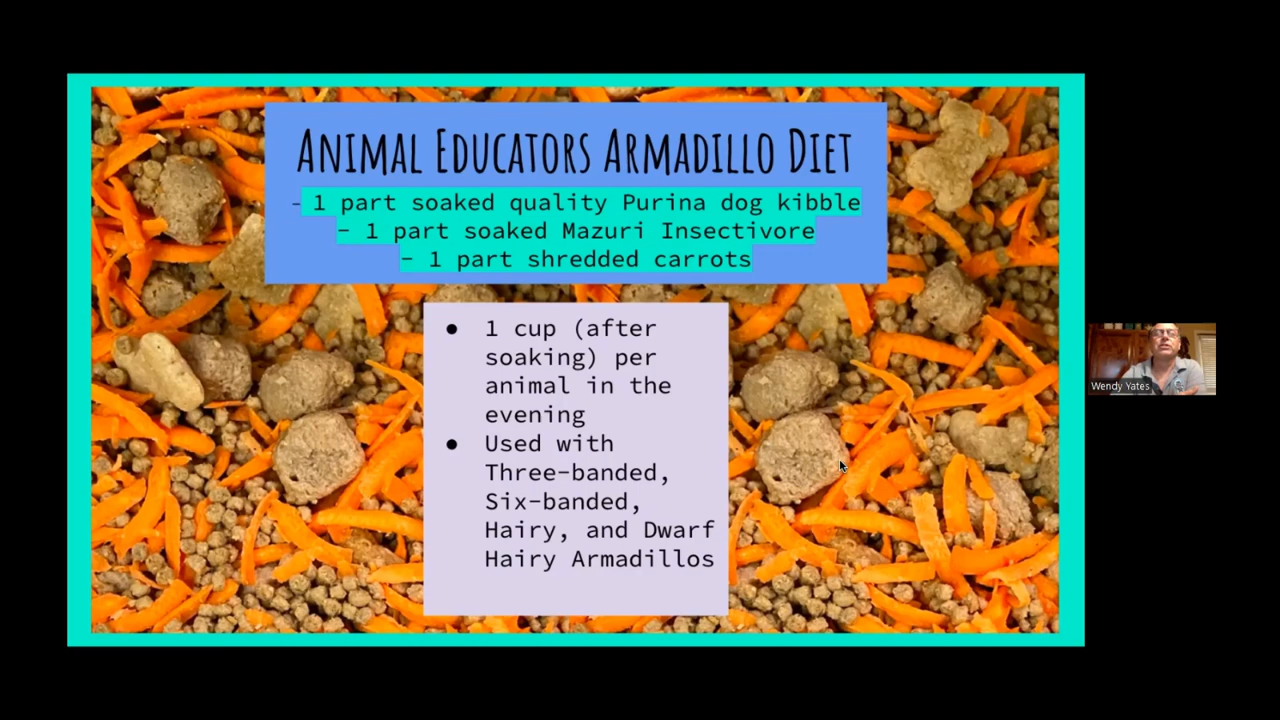 ANIMAL EDUCATORS ARMADILLO DIET
- 1 part soaked quality Purina dog kibble
- 1 part soaked Mazuri Insectivore
- 1 part shredded carrots
● 1 cup (after
soaking) per
animal in the
evening
● Used with
Three-banded,
Six-banded,
Hairy, and Dwarf
Hairy Armadillos
Wendy Yates